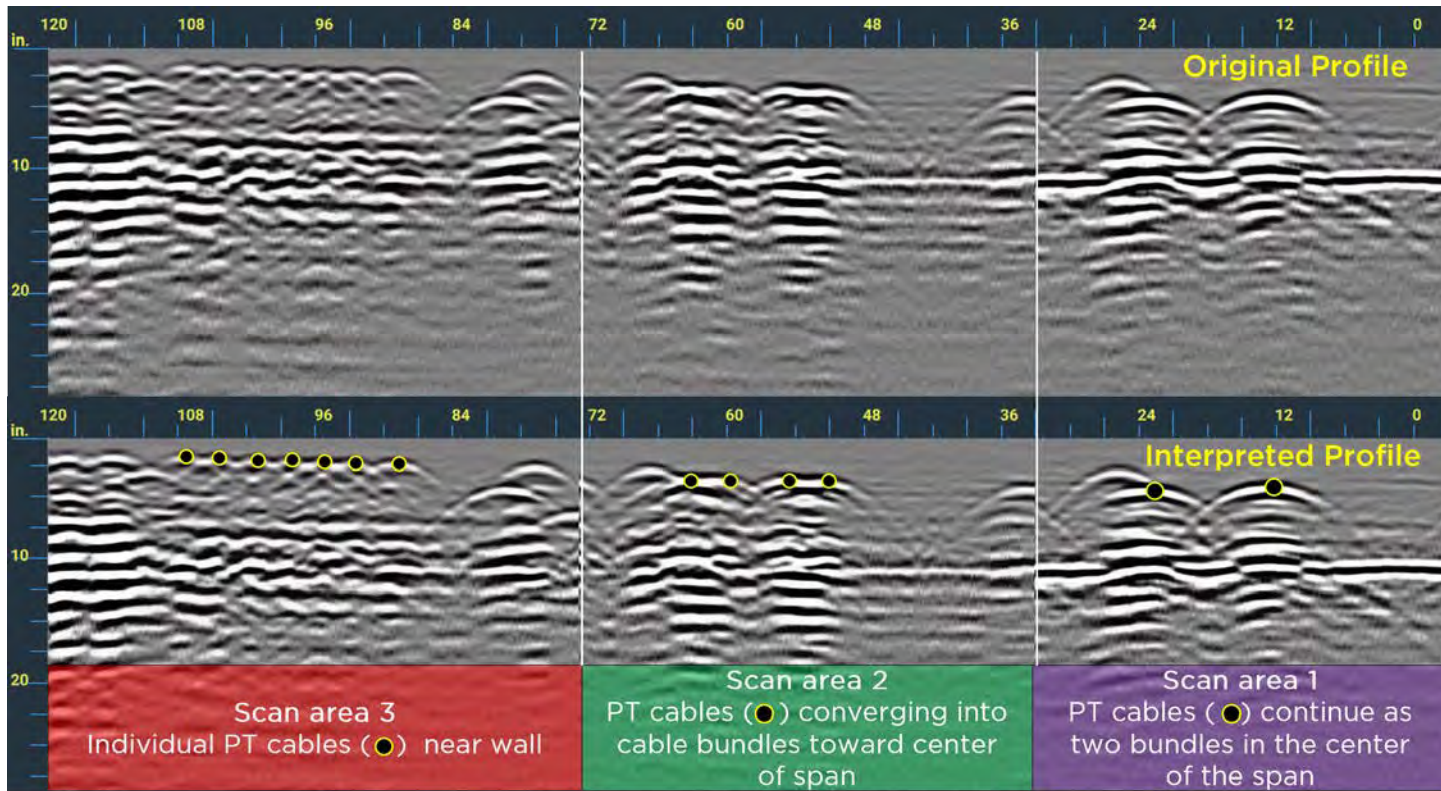 120 108 96 84 72 60 48 36 24 12 0
in.
Original Profile
10
20
120 108 96 84 72 60 48 36 24 12 0
in.
Interpreted Profile
10
20
Scan area 3
Individual PT cables ( ) near wall
Scan area 2
PT cables ( ) converging into
cable bundles toward center
of span
Scan area 1
PT cables ( ) continue as
two bundles in the center
of the span